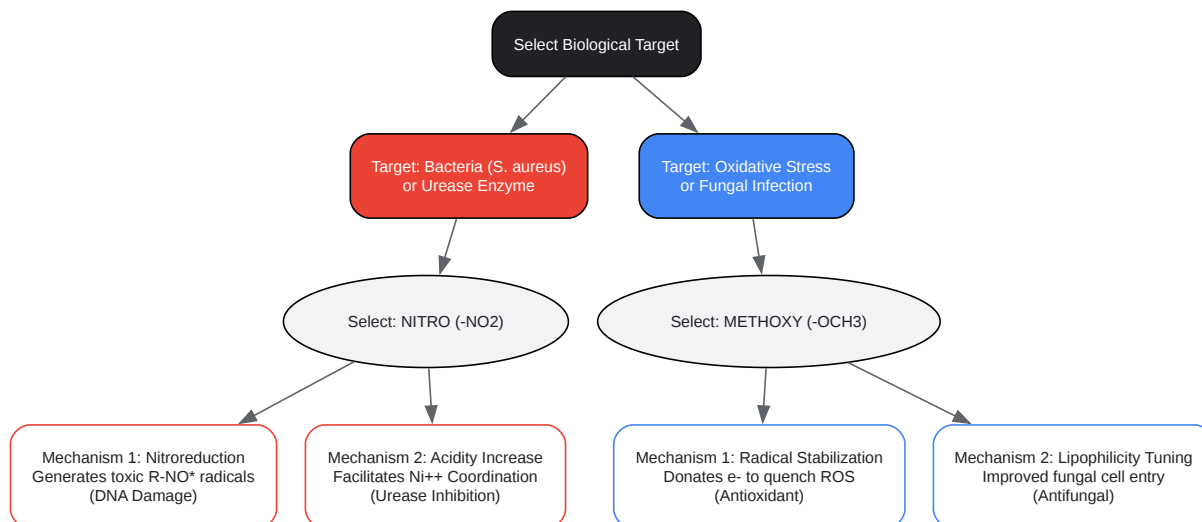 Select Biological Target
Target: Bacteria (S. aureus)
or Urease Enzyme
Target: Oxidative Stress
or Fungal Infection
Select: NITRO (-NO2)
Select: METHOXY (-OCH3)
Mechanism 1: Nitroreduction
Generates toxic R-NO* radicals
(DNA Damage)
Mechanism 2: Acidity Increase
Facilitates Ni++ Coordination
(Urease Inhibition)
Mechanism 1: Radical Stabilization
Donates e- to quench ROS
(Antioxidant)
Mechanism 2: Lipophilicity Tuning
Improved fungal cell entry
(Antifungal)